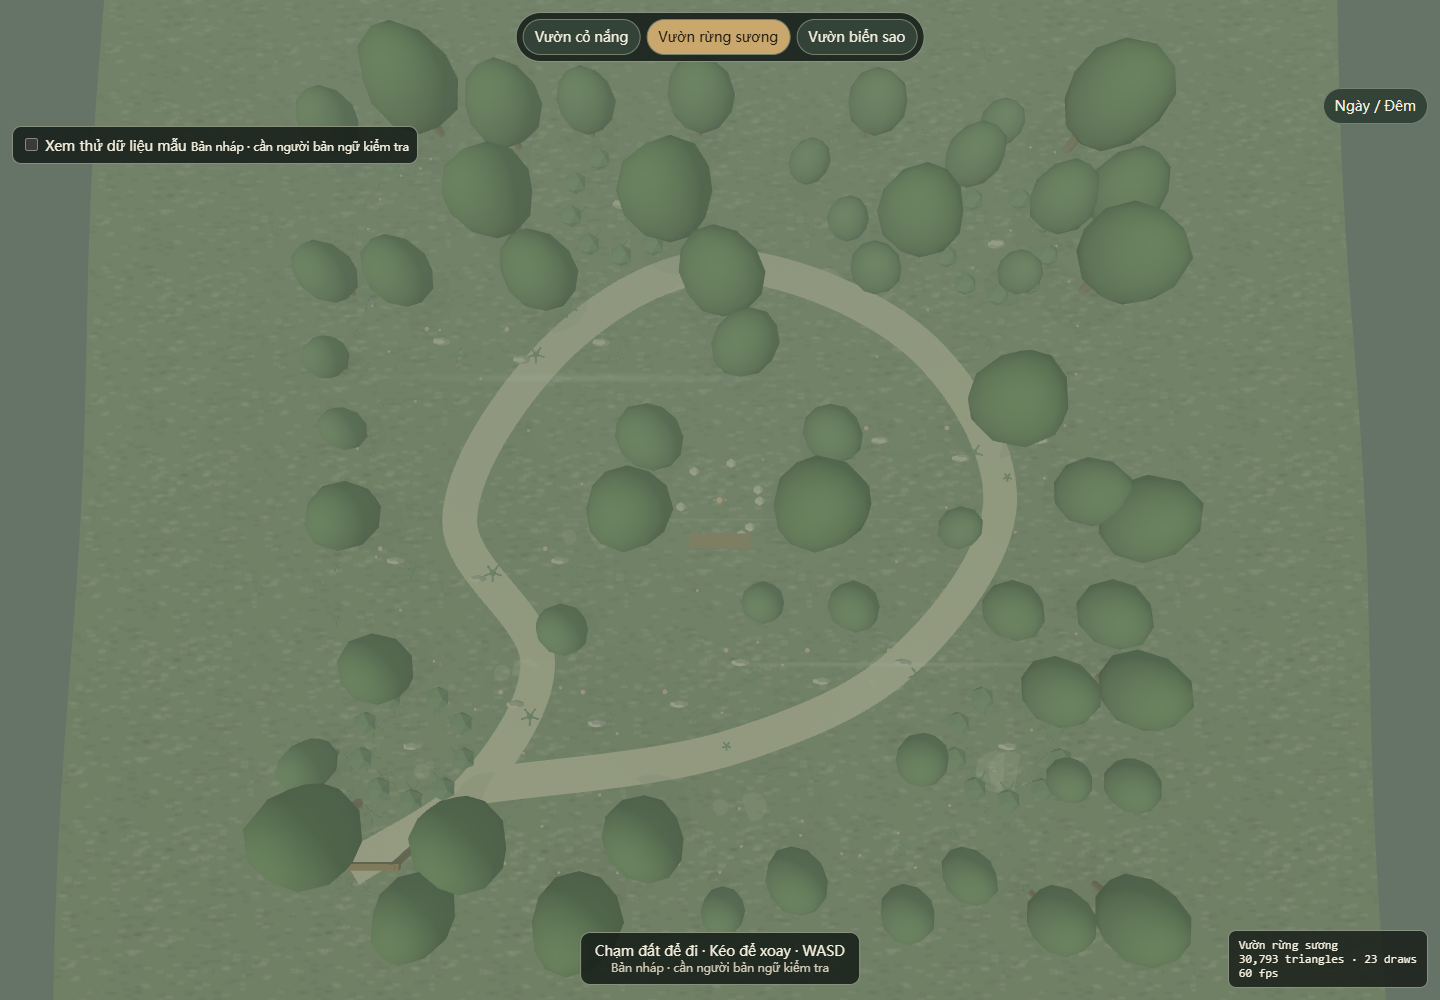 Vườn cỏ nắng
Vườn rừng sương
Vườn biển sao
Ngày / Đêm
Xem thử dữ liệu mẫu Bản nháp · cần người bản ngữ kiểm tra
Chạm đất để đi · Kéo để xoay · WASD
Bản nháp · cần người bản ngữ kiểm tra
Vườn rừng sương
30,793 triangles · 23 draws
60 fps